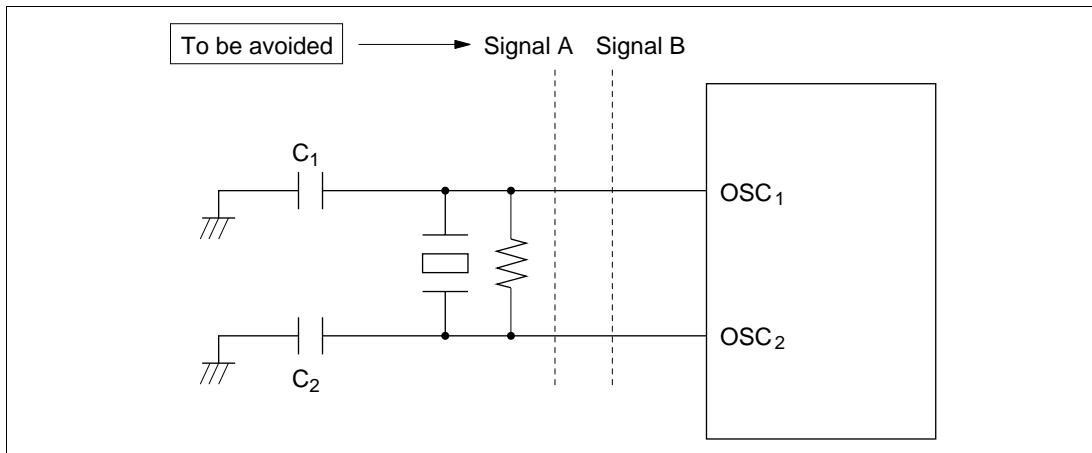 To be avoided
Signal A Signal B
C1
OSC1
OSC2
C2